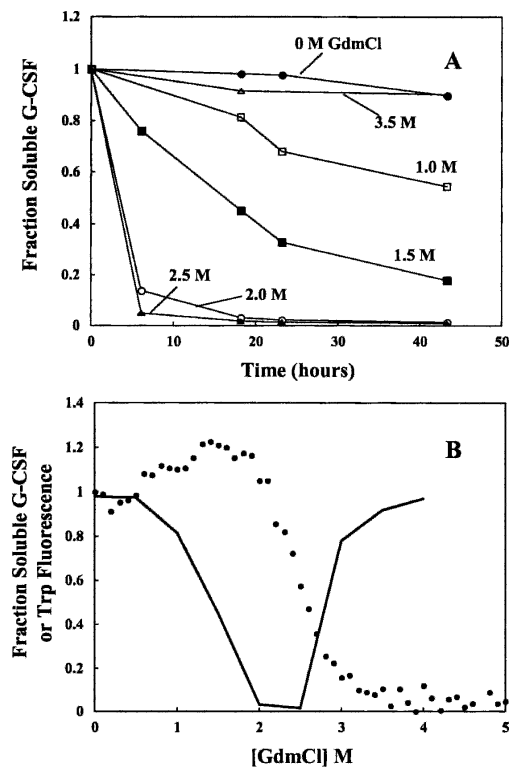 A
0 M GdmCl
3.5 M
1.0 M
1.5 M
2.5 M
2.0 M
Fraction Soluble G-CSF
1
0.8
0.6
0.4
0.2
0
0 10 20 30 40 50
Time (hours)
B
Fraction Soluble G-CSF
or Trp Fluorescence
1.4
1.2
1
0.8
0.6
0.4
0.2
0
0 1 2 3 4 5
[GdmCl] M